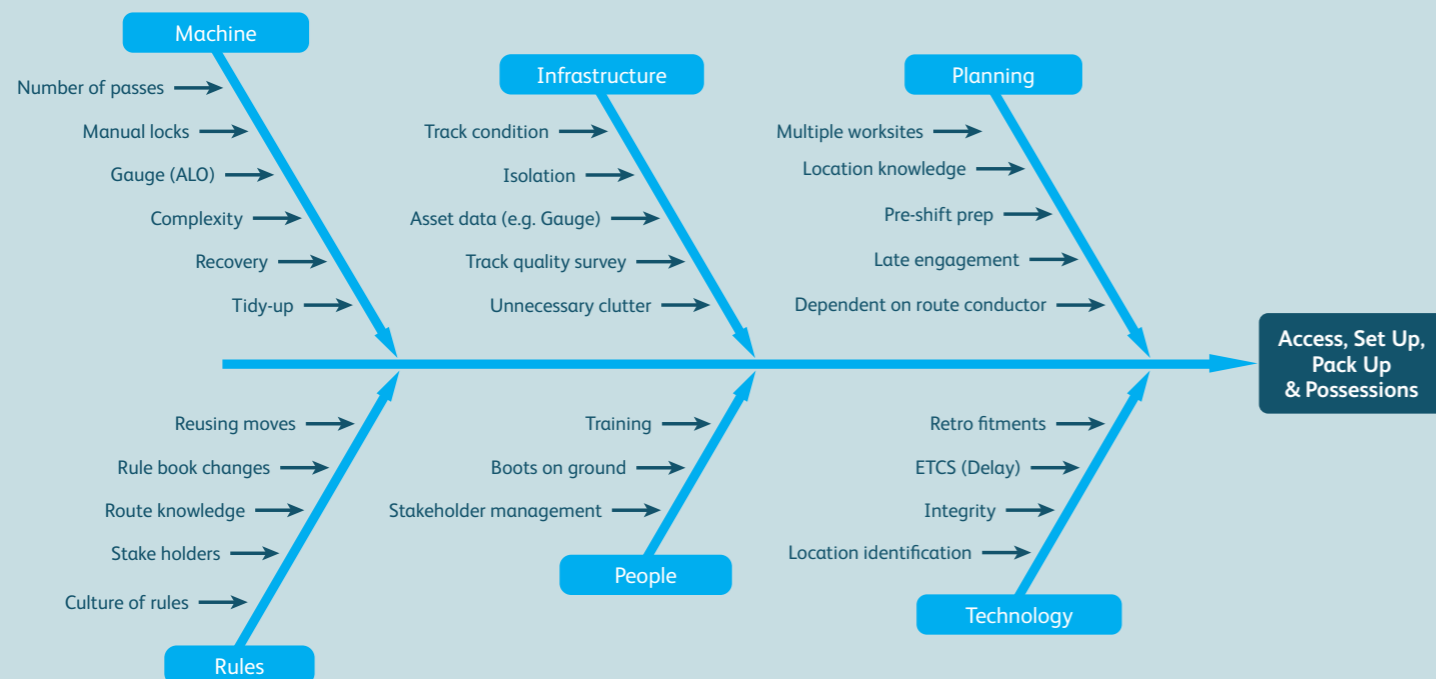 Machine
Number of passes
Manual locks
Gauge (ALO)
Complexity
Recovery
Tidy-up
Infrastructure
Track condition
Isolation
Asset data (e.g. Gauge)
Track quality survey
Unnecessary clutter
Planning
Multiple worksites
Location knowledge
Pre-shift prep
Late engagement
Dependent on route conductor
Access, Set Up,
Pack Up
& Possessions
Reusing moves
Rule book changes
Route knowledge
Stake holders
Culture of rules
Rules
Training
Boots on ground
Stakeholder management
People
Retro fitments
ETCS (Delay)
Integrity
Location identification
Technology